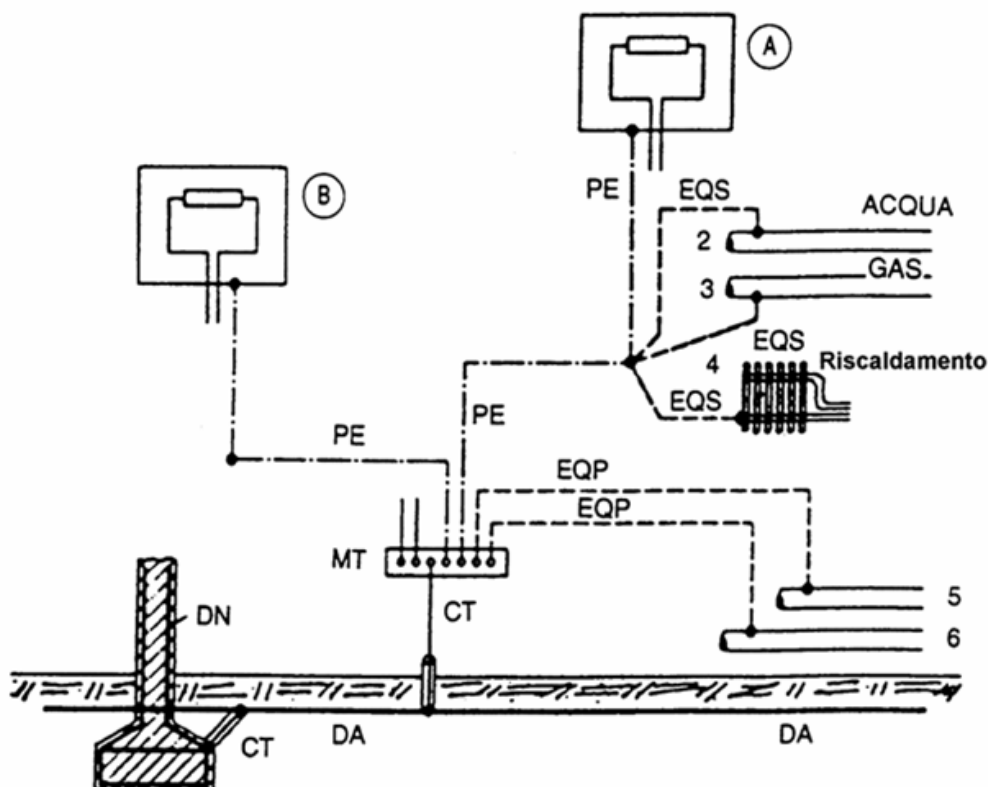 A
B
PE
EQS
ACQUA
2
GAS
3
EQS
4
Riscaldamento
EQS
PE
PE
EQP
EQP
MT
CT
5
DN
6
CT
DA
DA